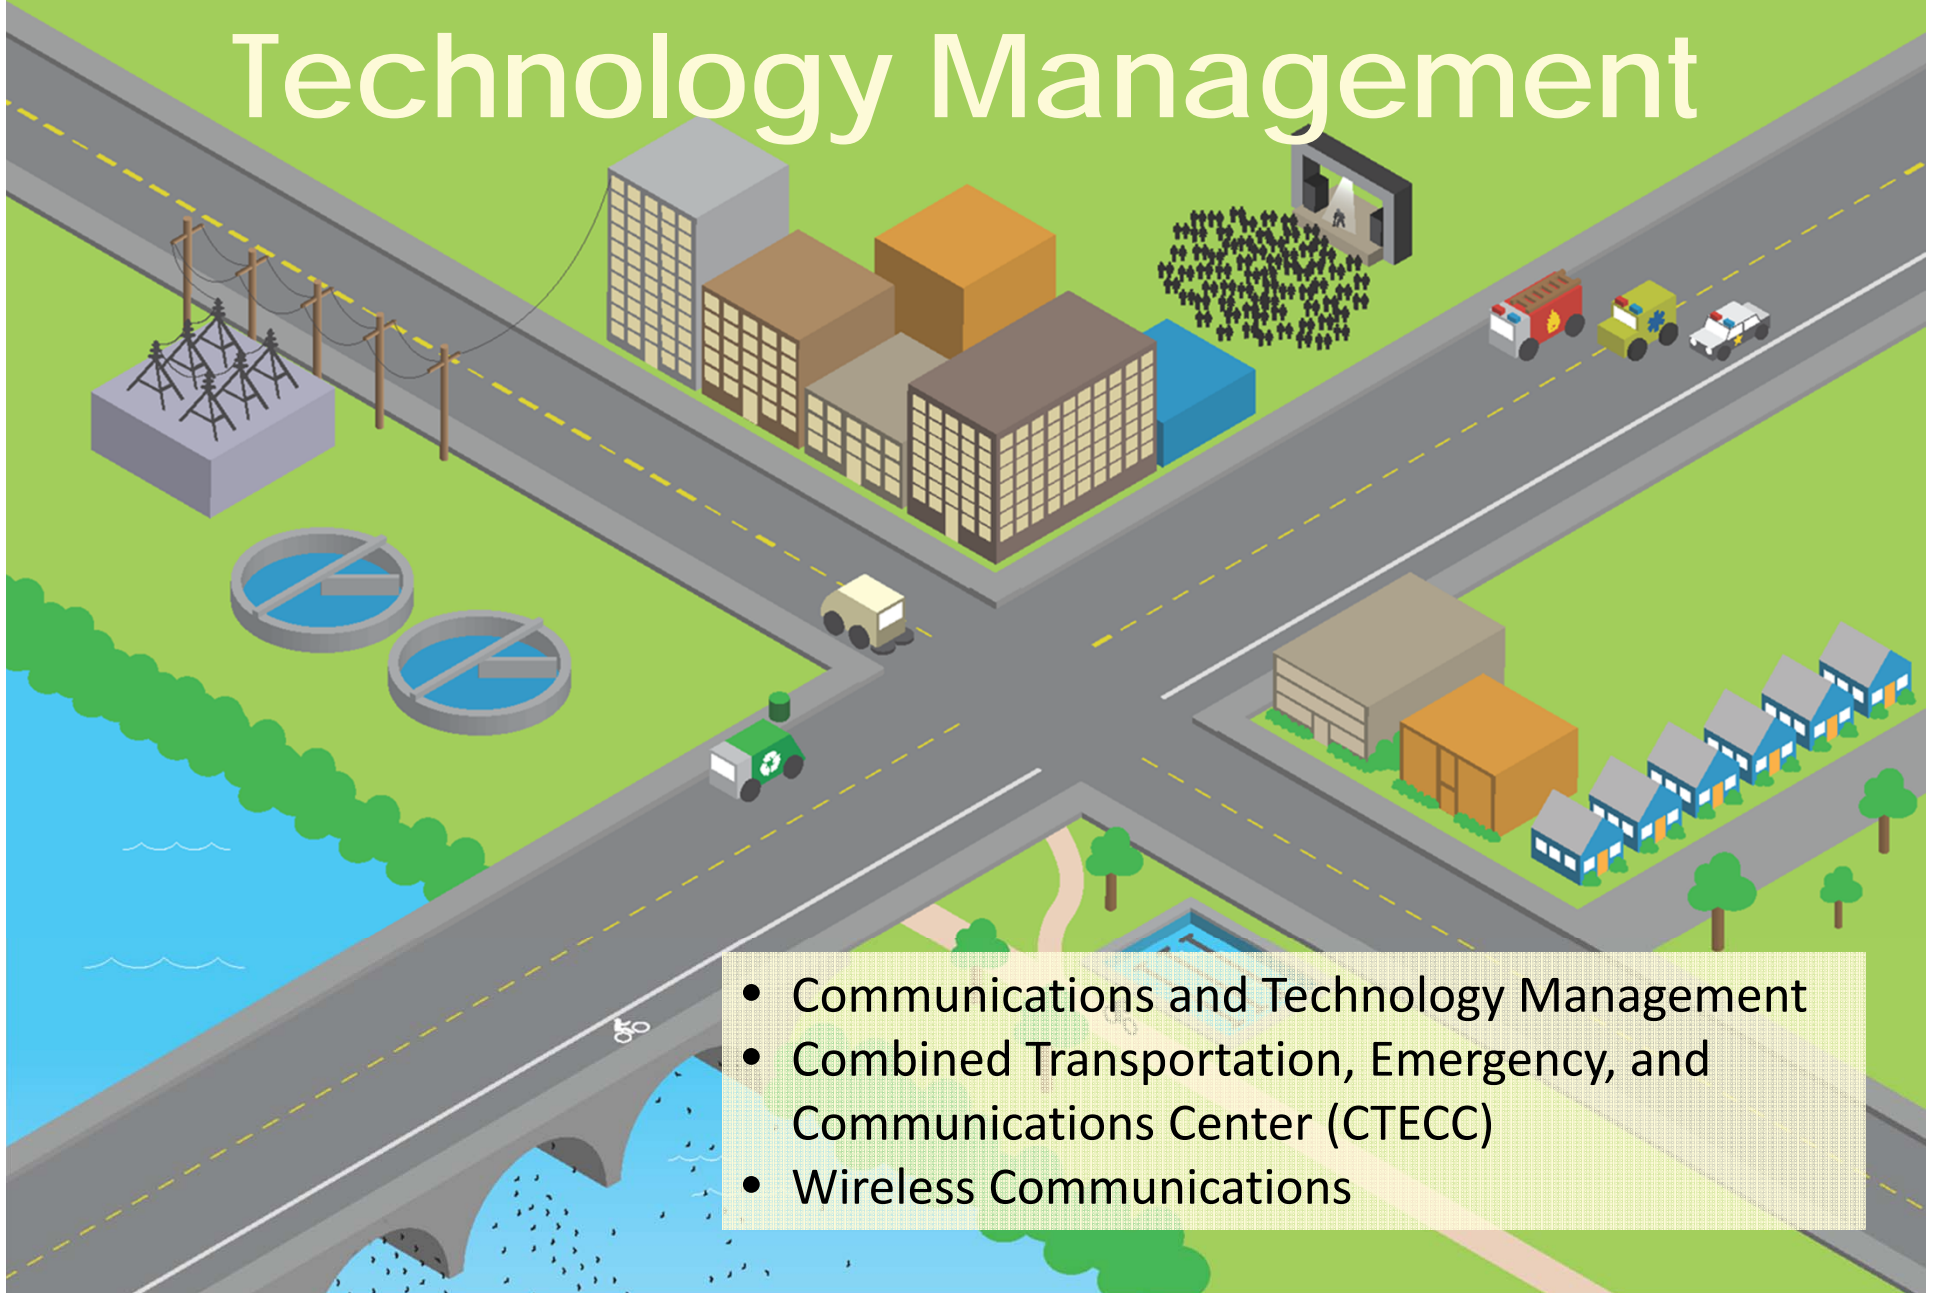 Technology Management
• Communications and Technology Management
• Combined Transportation, Emergency, and
Communications Center (CTECC)
• Wireless Communications